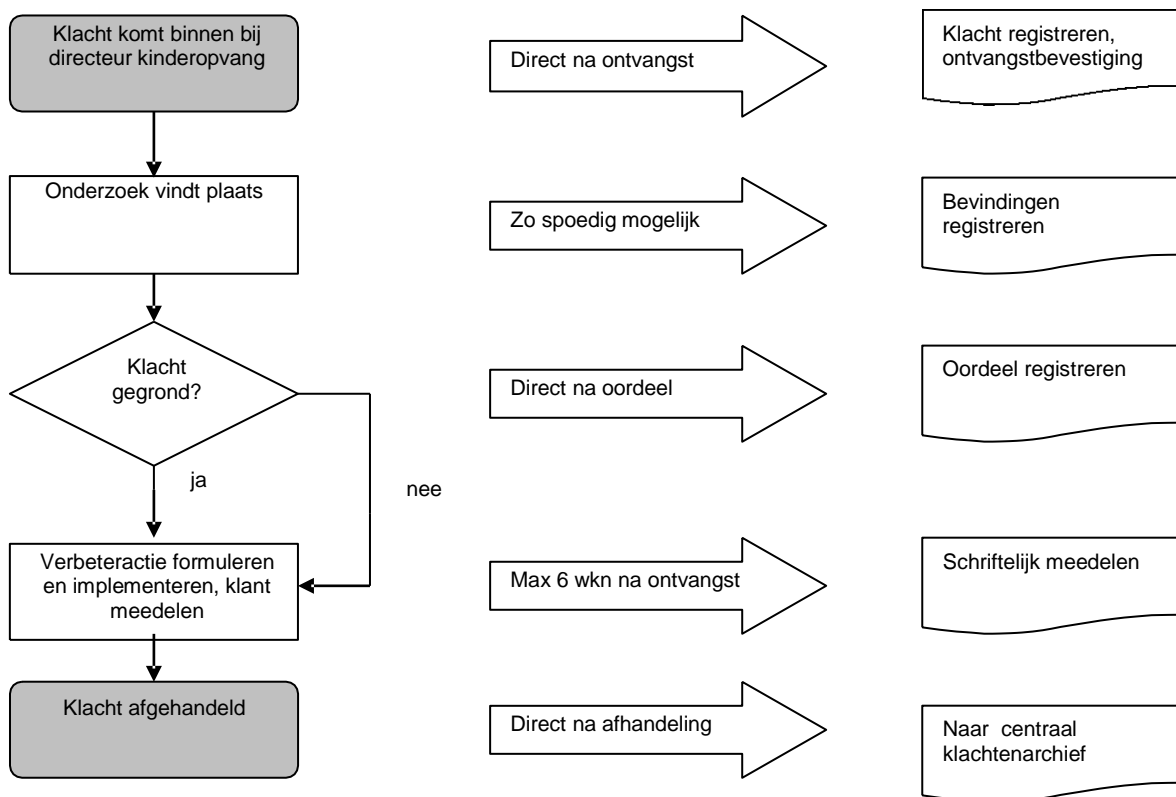 Klacht komt binnen bij
directeur kinderopvang
Direct na ontvangst
Klacht registreren,
ontvangstbevestiging
Onderzoek vindt plaats
Zo spoedig mogelijk
Bevindingen
registreren
Klacht
gegrond?
Direct na oordeel
Oordeel registreren
ja
nee
Verbeteractie formuleren
en implementeren, klant
meedelen
Max 6 wkn na ontvangst
Schriftelijk meedelen
Klacht afgehandeld
Direct na afhandeling
Naar centraal
klachtenarchief